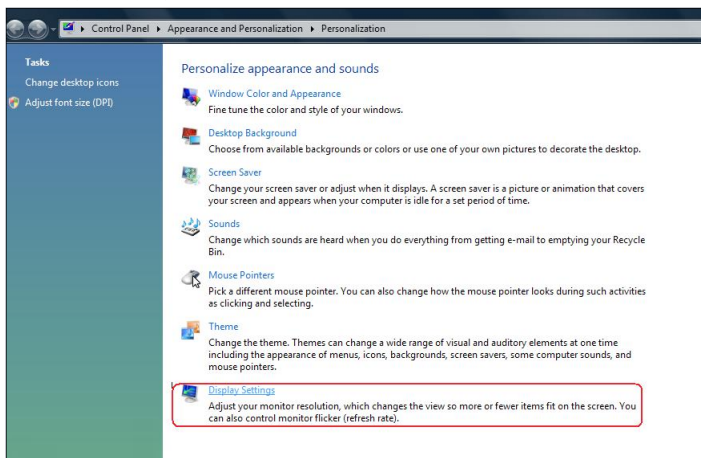 Control Panel ▸ Appearance and Personalization ▸ Personalization
Tasks
Change desktop icons
Adjust font size (DPI)
Personalize appearance and sounds
Window Color and Appearance
Fine tune the color and style of your windows.
Desktop Background
Choose from available backgrounds or colors or use one of your own pictures to decorate the desktop.
Screen Saver
Change your screen saver or adjust when it displays. A screen saver is a picture or animation that covers
your screen and appears when your computer is idle for a set period of time.
Sounds
Change which sounds are heard when you do everything from getting e-mail to emptying your Recycle
Bin.
Mouse Pointers
Pick a different mouse pointer. You can also change how the mouse pointer looks during such activities
as clicking and selecting.
Theme
Change the theme. Themes can change a wide range of visual and auditory elements at one time
including the appearance of menus, icons, backgrounds, screen savers, some computer sounds, and
mouse pointers.
Display Settings
Adjust your monitor resolution, which changes the view so more or fewer items fit on the screen. You
can also control monitor flicker (refresh rate).